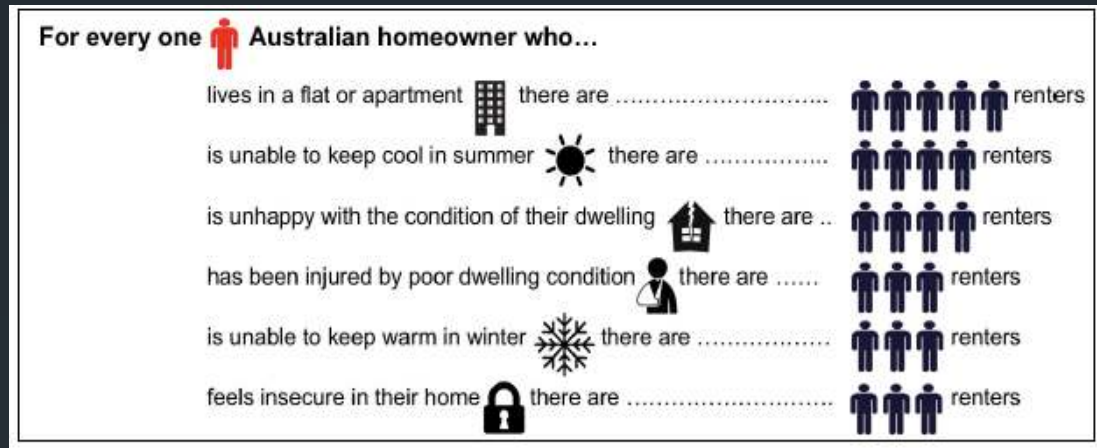 For every one Australian homeowner who...
lives in a flat or apartment there are ................................ renters
is unable to keep cool in summer there are .................. renters
is unhappy with the condition of their dwelling there are .. renters
has been injured by poor dwelling condition there are ...... renters
is unable to keep warm in winter there are ................... renters
feels insecure in their home there are ............................. renters